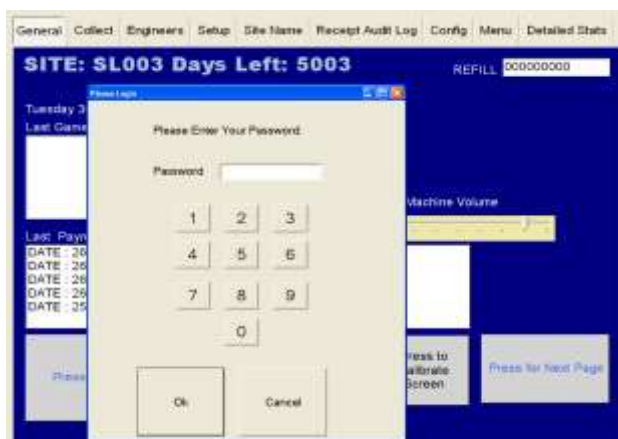 General Collect Engineers Setup Site Name Receipt Audit Log Config Menu Detailed Stats
SITE: SL003 Days Left: 5003
REFILL 000000000
Please Login
Tuesday 3
Last Game
Please Enter Your Password
Password
Machine Volume
1 2 3
4 5 6
7 8 9
0
Last Paym
DATE : 26
DATE : 26
DATE : 26
DATE : 26
DATE : 25
Press
Ok
Cancel
ress to
alibrate
Screen
Press for Next Page